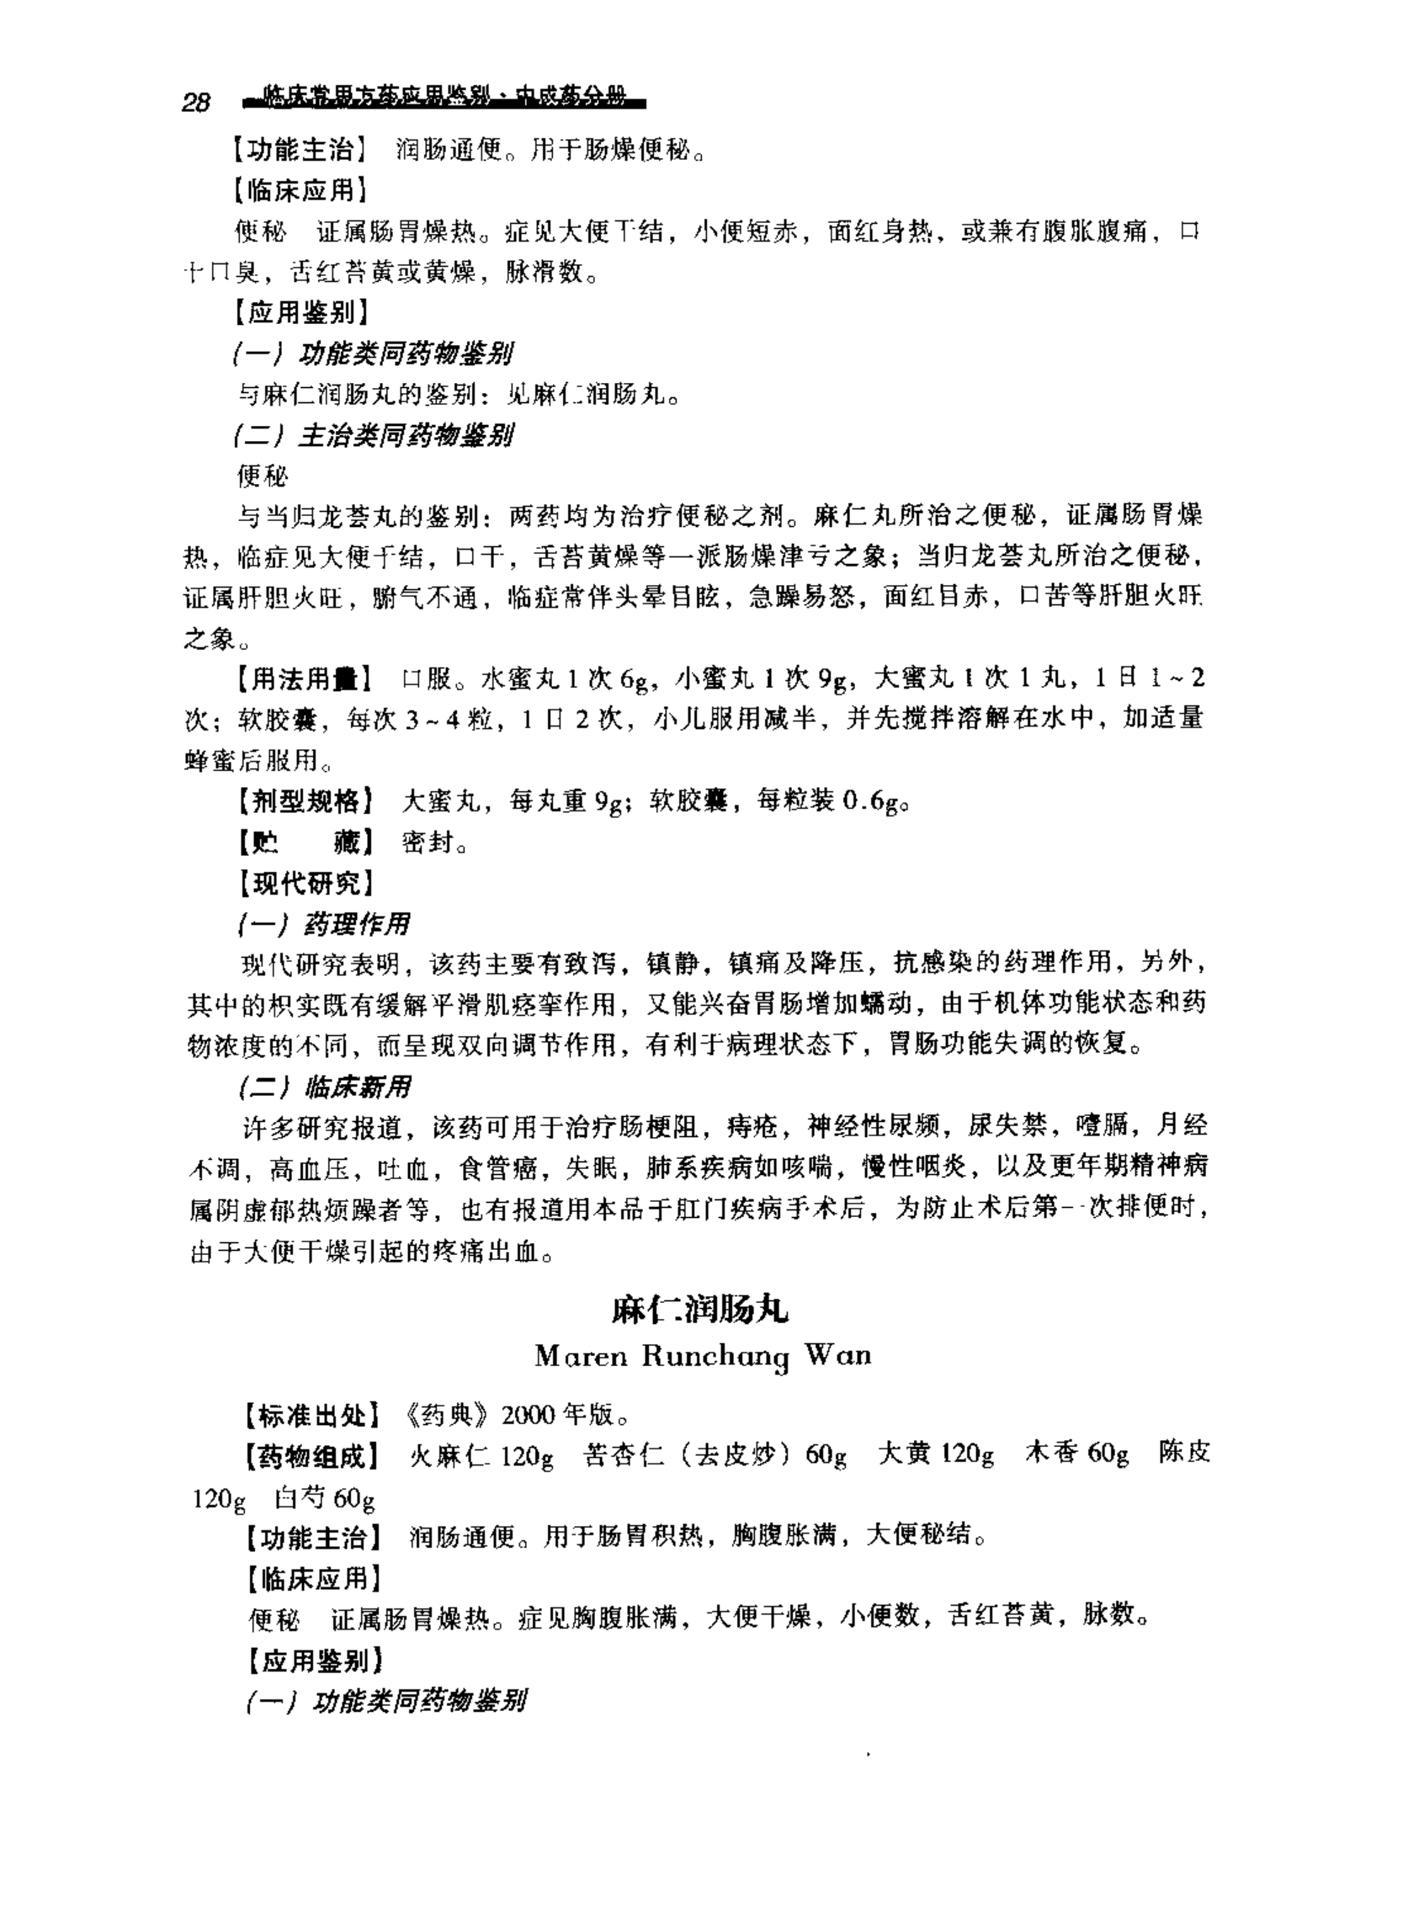 28 临床常用方药应用鉴别·中成药分册
【功能主治】 润肠通便。用于肠燥便秘。
【临床应用】
便秘 证属肠胃燥热。症见大便干结，小便短赤，面红身热，或兼有腹胀腹痛，口
干口臭，舌红苔黄或黄燥，脉滑数。
【应用鉴别】
(一) 功能类同药物鉴别
与麻仁润肠丸的鉴别：见麻仁润肠丸。
(二) 主治类同药物鉴别
便秘
与当归龙荟丸的鉴别：两药均为治疗便秘之剂。麻仁丸所治之便秘，证属肠胃燥
热，临症见大便干结，口干，舌苔黄燥等一派肠燥津亏之象；当归龙荟丸所治之便秘，
证属肝胆火旺，腑气不通，临症常伴头晕目眩，急躁易怒，面红目赤，口苦等肝胆火旺
之象。
【用法用量】 口服。水蜜丸1次6g，小蜜丸1次9g，大蜜丸1次1丸，1日1~2
次；软胶囊，每次3~4粒，1日2次，小儿服用减半，并先搅拌溶解在水中，加适量
蜂蜜后服用。
【剂型规格】 大蜜丸，每丸重9g；软胶囊，每粒装0.6g。
【贮　　藏】 密封。
【现代研究】
(一) 药理作用
现代研究表明，该药主要有致泻，镇静，镇痛及降压，抗感染的药理作用，另外，
其中的枳实既有缓解平滑肌痉挛作用，又能兴奋胃肠增加蠕动，由于机体功能状态和药
物浓度的不同，而呈现双向调节作用，有利于病理状态下，胃肠功能失调的恢复。
(二) 临床新用
许多研究报道，该药可用于治疗肠梗阻，痔疮，神经性尿频，尿失禁，噎膈，月经
不调，高血压，吐血，食管癌，失眠，肺系疾病如咳喘，慢性咽炎，以及更年期精神病
属阴虚郁热烦躁者等，也有报道用本品于肛门疾病手术后，为防止术后第一次排便时，
由于大便干燥引起的疼痛出血。
麻仁润肠丸
Maren Runchang Wan
【标准出处】《药典》2000年版。
【药物组成】 火麻仁120g 苦杏仁（去皮炒）60g 大黄120g 木香60g 陈皮
120g 白芍60g
【功能主治】 润肠通便。用于肠胃积热，胸腹胀满，大便秘结。
【临床应用】
便秘 证属肠胃燥热。症见胸腹胀满，大便干燥，小便数，舌红苔黄，脉数。
【应用鉴别】
(一) 功能类同药物鉴别